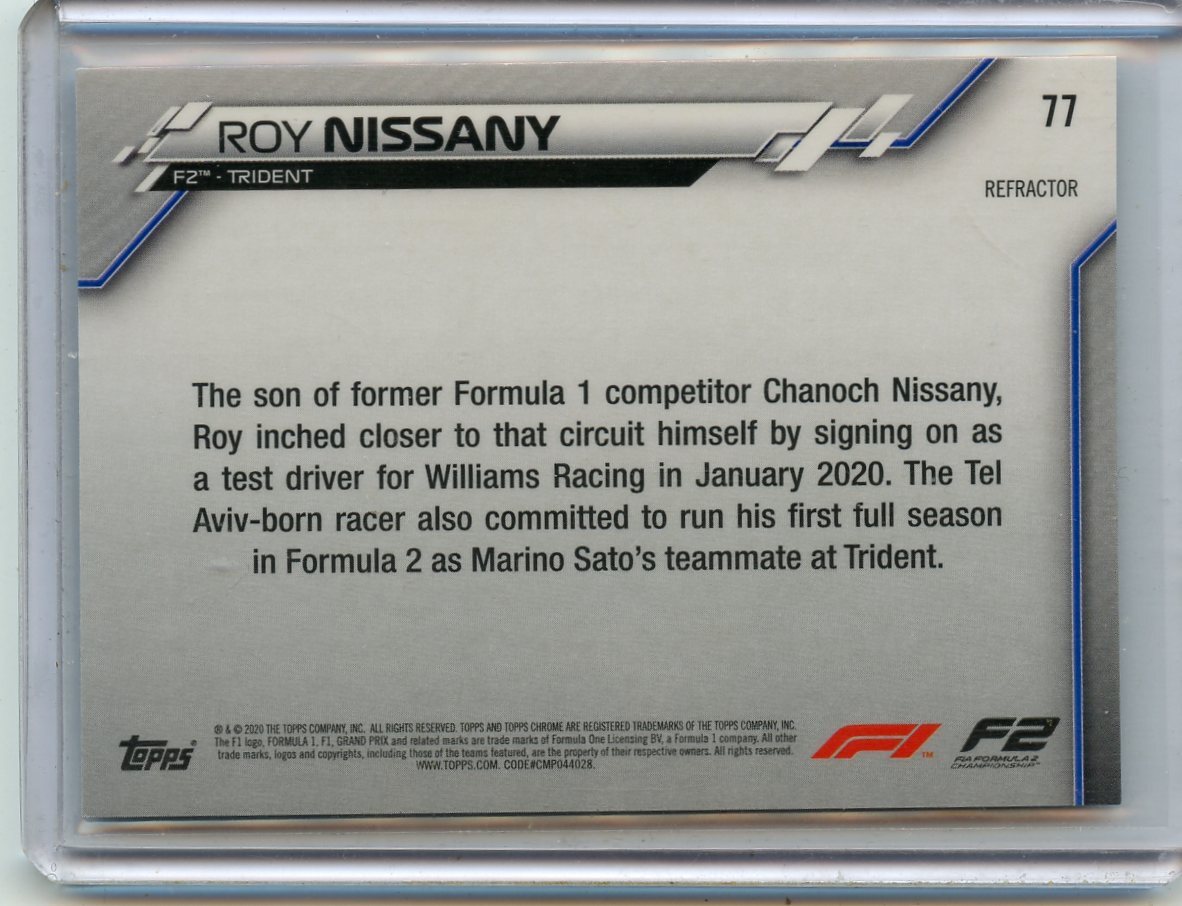 ROY NISSANY
77
F2™ - TRIDENT
REFRACTOR
The son of former Formula 1 competitor Chanoch Nissany,
Roy inched closer to that circuit himself by signing on as
a test driver for Williams Racing in January 2020. The Tel
Aviv-born racer also committed to run his first full season
in Formula 2 as Marino Sato's teammate at Trident.
® & © 2020 THE TOPPS COMPANY, INC. ALL RIGHTS RESERVED. TOPPS AND TOPPS CHROME ARE REGISTERED TRADEMARKS OF THE TOPPS COMPANY, INC.
The F1 logo, FORMULA 1, F1, GRAND PRIX and related marks are trade marks of Formula One Licensing BV, a Formula 1 company. All other
trade marks, logos and copyrights, including those of the teams featured, are the property of their respective owners. All rights reserved.
WWW.TOPPS.COM. CODE#CMP044028.
Topps®
F1™
F2™
FIA FORMULA 2
CHAMPIONSHIP™